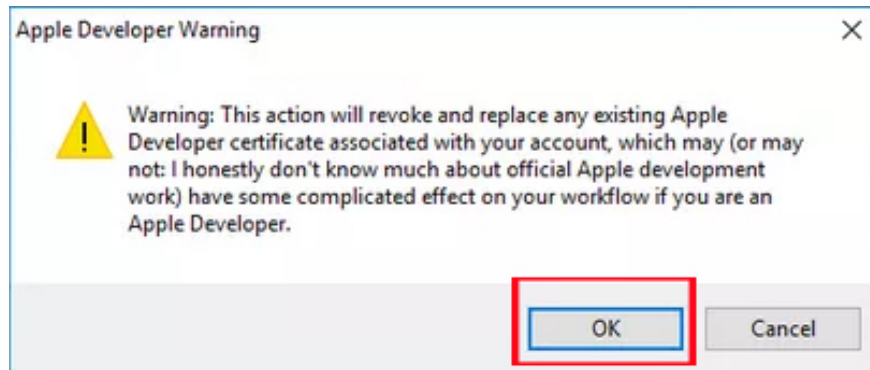 Apple Developer Warning
Warning: This action will revoke and replace any existing Apple
Developer certificate associated with your account, which may (or may
not: I honestly don't know much about official Apple development
work) have some complicated effect on your workflow if you are an
Apple Developer.
OK
Cancel